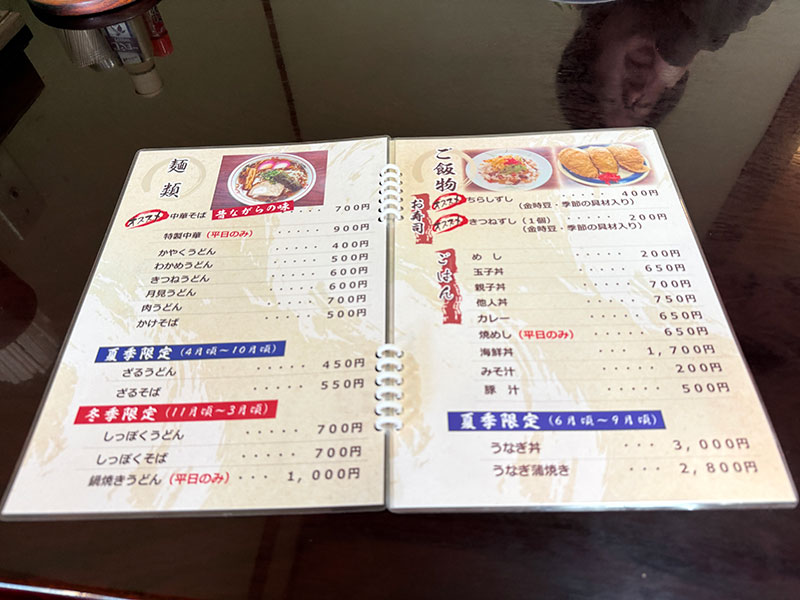 麺類
オススメ 中華そば 昔ながらの味 ････ 700円
特製中華(平日のみ) ････ 900円
かやくうどん ･････ 400円
わかめうどん ･････ 500円
きつねうどん ･････ 600円
月見うどん ･････ 600円
肉うどん ･････ 700円
かけそば ･････ 500円
夏季限定(4月頃～10月頃)
ざるうどん ･････ 450円
ざるそば ･････ 550円
冬季限定(11月頃～3月頃)
しっぽくうどん ･････ 700円
しっぽくそば ･････ 700円
鍋焼きうどん(平日のみ)･･･ 1,000円
ご飯物
お寿司
オススメ ちらしずし ････ 400円
(金時豆・季節の具材入り)
オススメ きつねずし(1個) ････ 200円
(金時豆・季節の具材入り)
ごはん
めし ････ 200円
玉子丼 ･････ 650円
親子丼 ････ 700円
他人丼 ････ 750円
カレー ････ 650円
焼めし(平日のみ) ････ 650円
海鮮丼 ･･･ 1,700円
みそ汁 ････ 200円
豚汁 ････ 500円
夏季限定(6月頃～9月頃)
うなぎ丼 ･･･ 3,000円
うなぎ蒲焼き ･･･ 2,800円